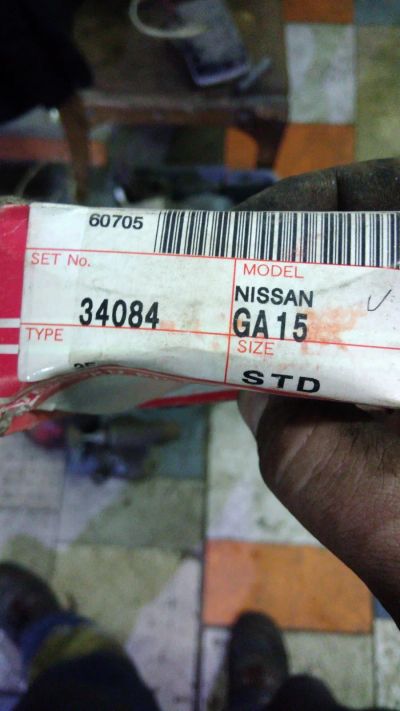 60705
SET No.
MODEL
34084
NISSAN
GA15
TYPE
SIZE
STD